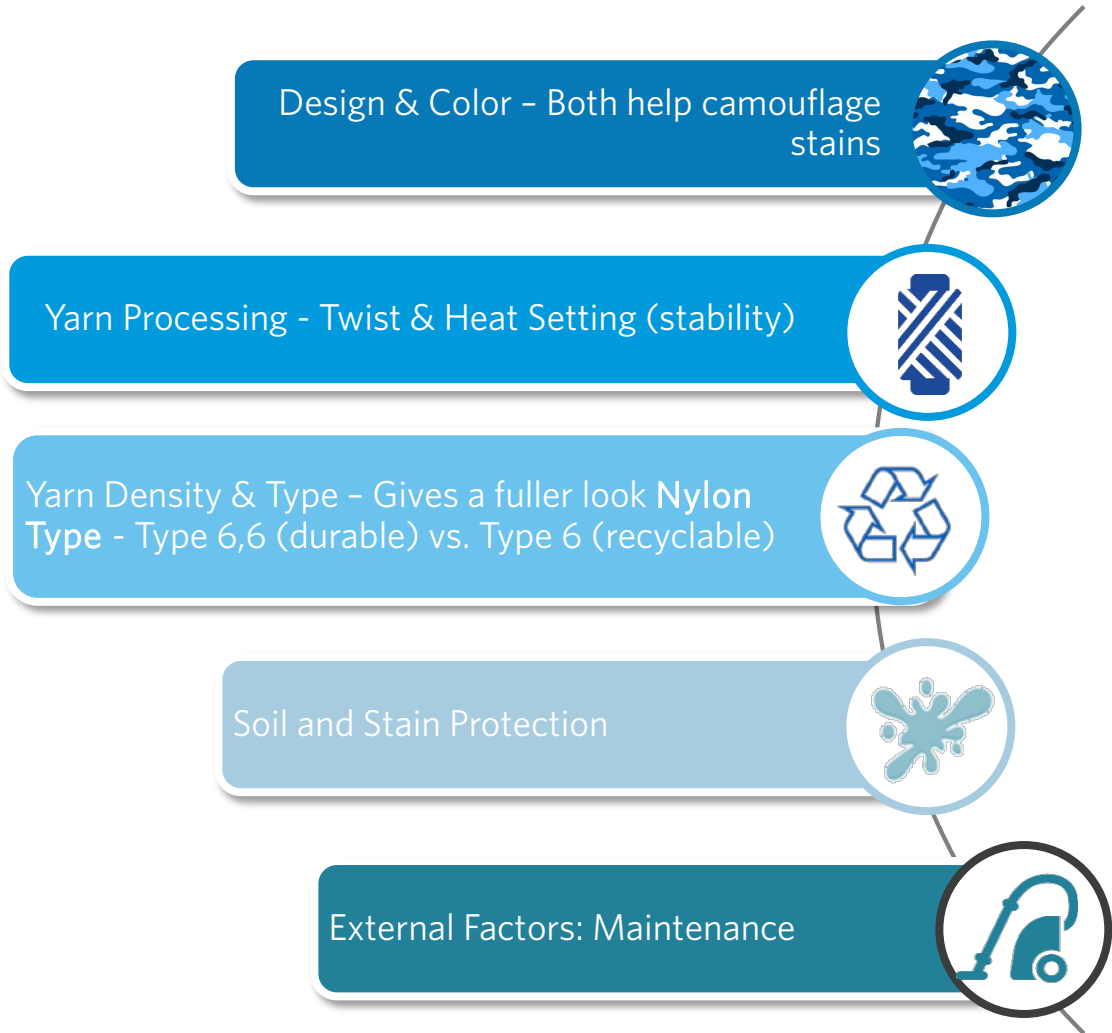 Design & Color – Both help camouflage
stains
Yarn Processing - Twist & Heat Setting (stability)
Yarn Density & Type – Gives a fuller look Nylon
Type - Type 6,6 (durable) vs. Type 6 (recyclable)
Soil and Stain Protection
External Factors: Maintenance